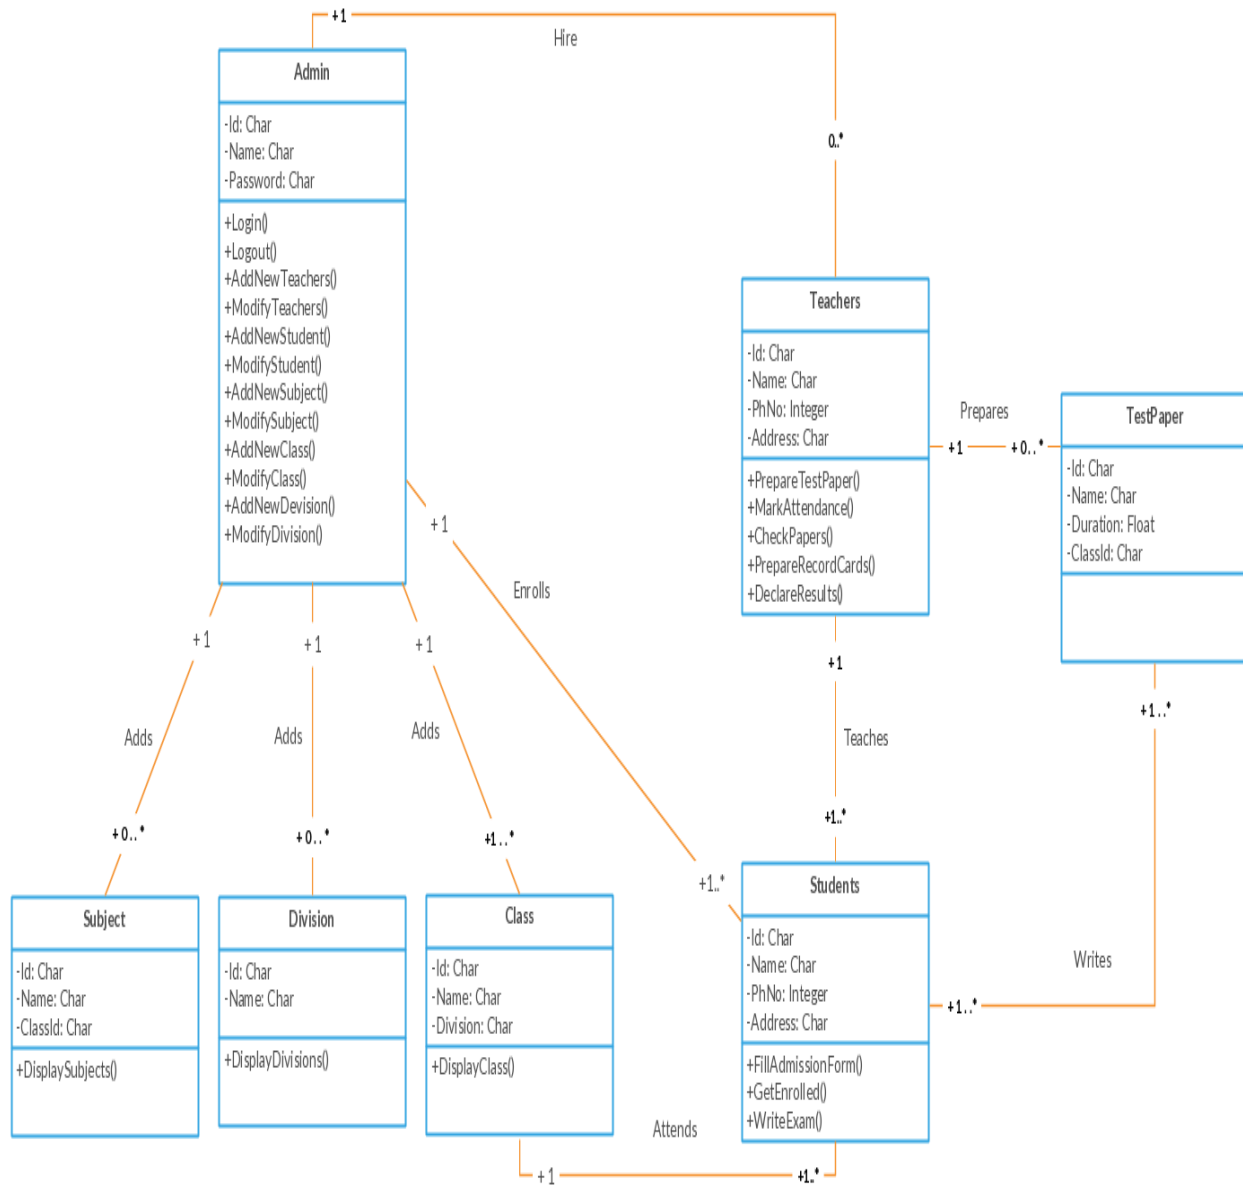 +1
Hire
Admin
-Id: Char
-Name: Char
-Password: Char
+Login()
+Logout()
+AddNewTeachers()
+ModifyTeachers()
+AddNewStudent()
+ModifyStudent()
+AddNewSubject()
+ModifySubject()
+AddNewClass()
+ModifyClass()
+AddNewDevision()
+ModifyDivision()
0..*
Teachers
-Id: Char
-Name: Char
-PhNo: Integer
-Address: Char
+PrepareTestPaper()
+MarkAttendance()
+CheckPapers()
+PrepareRecordCards()
+DeclareResults()
Prepares
+1
+0..*
TestPaper
-Id: Char
-Name: Char
-Duration: Float
-ClassId: Char
+1
Enrolls
+1..*
+1
+1
+1
Adds
Adds
Adds
+0..*
+0..*
+1..*
+1
Teaches
+1..*
+1..*
Writes
+1..*
Subject
-Id: Char
-Name: Char
-ClassId: Char
+DisplaySubjects()
Division
-Id: Char
-Name: Char
+DisplayDivisions()
Class
-Id: Char
-Name: Char
-Division: Char
+DisplayClass()
Students
-Id: Char
-Name: Char
-PhNo: Integer
-Address: Char
+FillAdmissionForm()
+GetEnrolled()
+WriteExam()
Attends
+1
+1..*